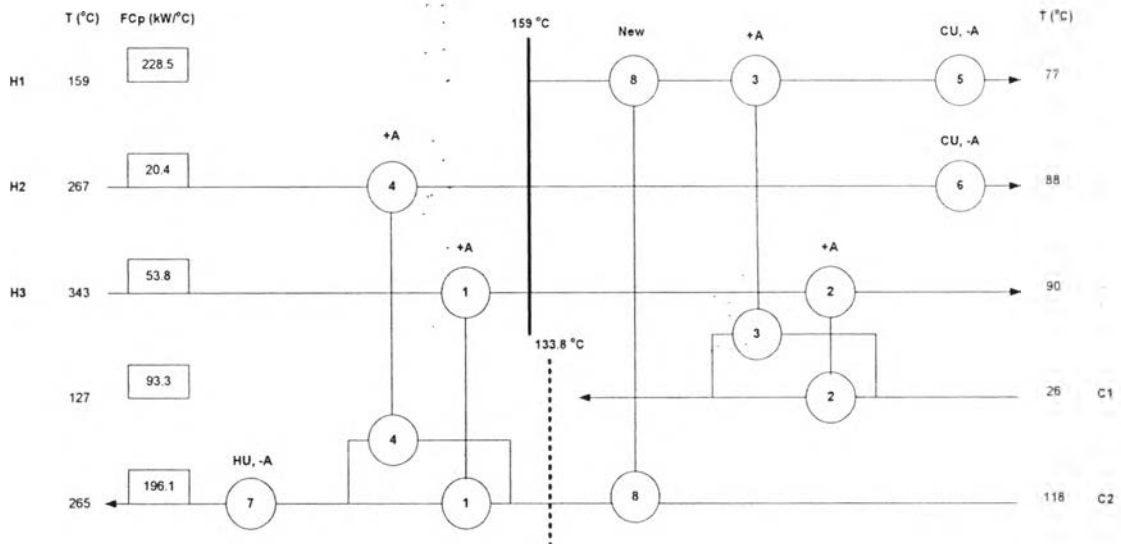 T (°C) FCp (kW/°C) 159 °C New +A CU, -A T (°C)
H1 159 228.5 8 3 5 77
+A CU, -A
H2 267 20.4 4 6 88
+A +A
H3 343 53.8 1 2 90
3
133.8 °C
127 93.3 2 26 C1
4
HU, -A
265 196.1 7 1 8 118 C2